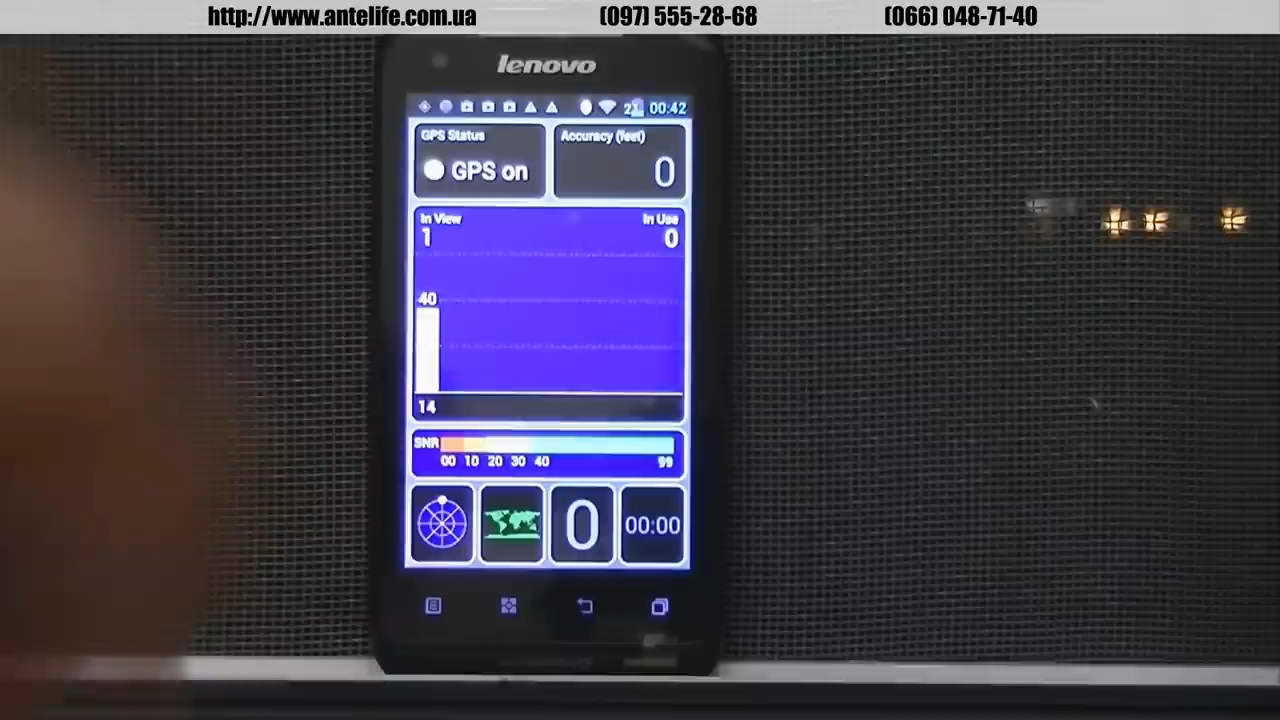 http://www.antelife.com.ua (097) 555-28-68 (066) 048-71-40
lenovo
00:42
GPS Status
Accuracy (feet)
GPS on
0
In View
In Use
1
0
40
14
SNR
00 10 20 30 40 99
0
00:00